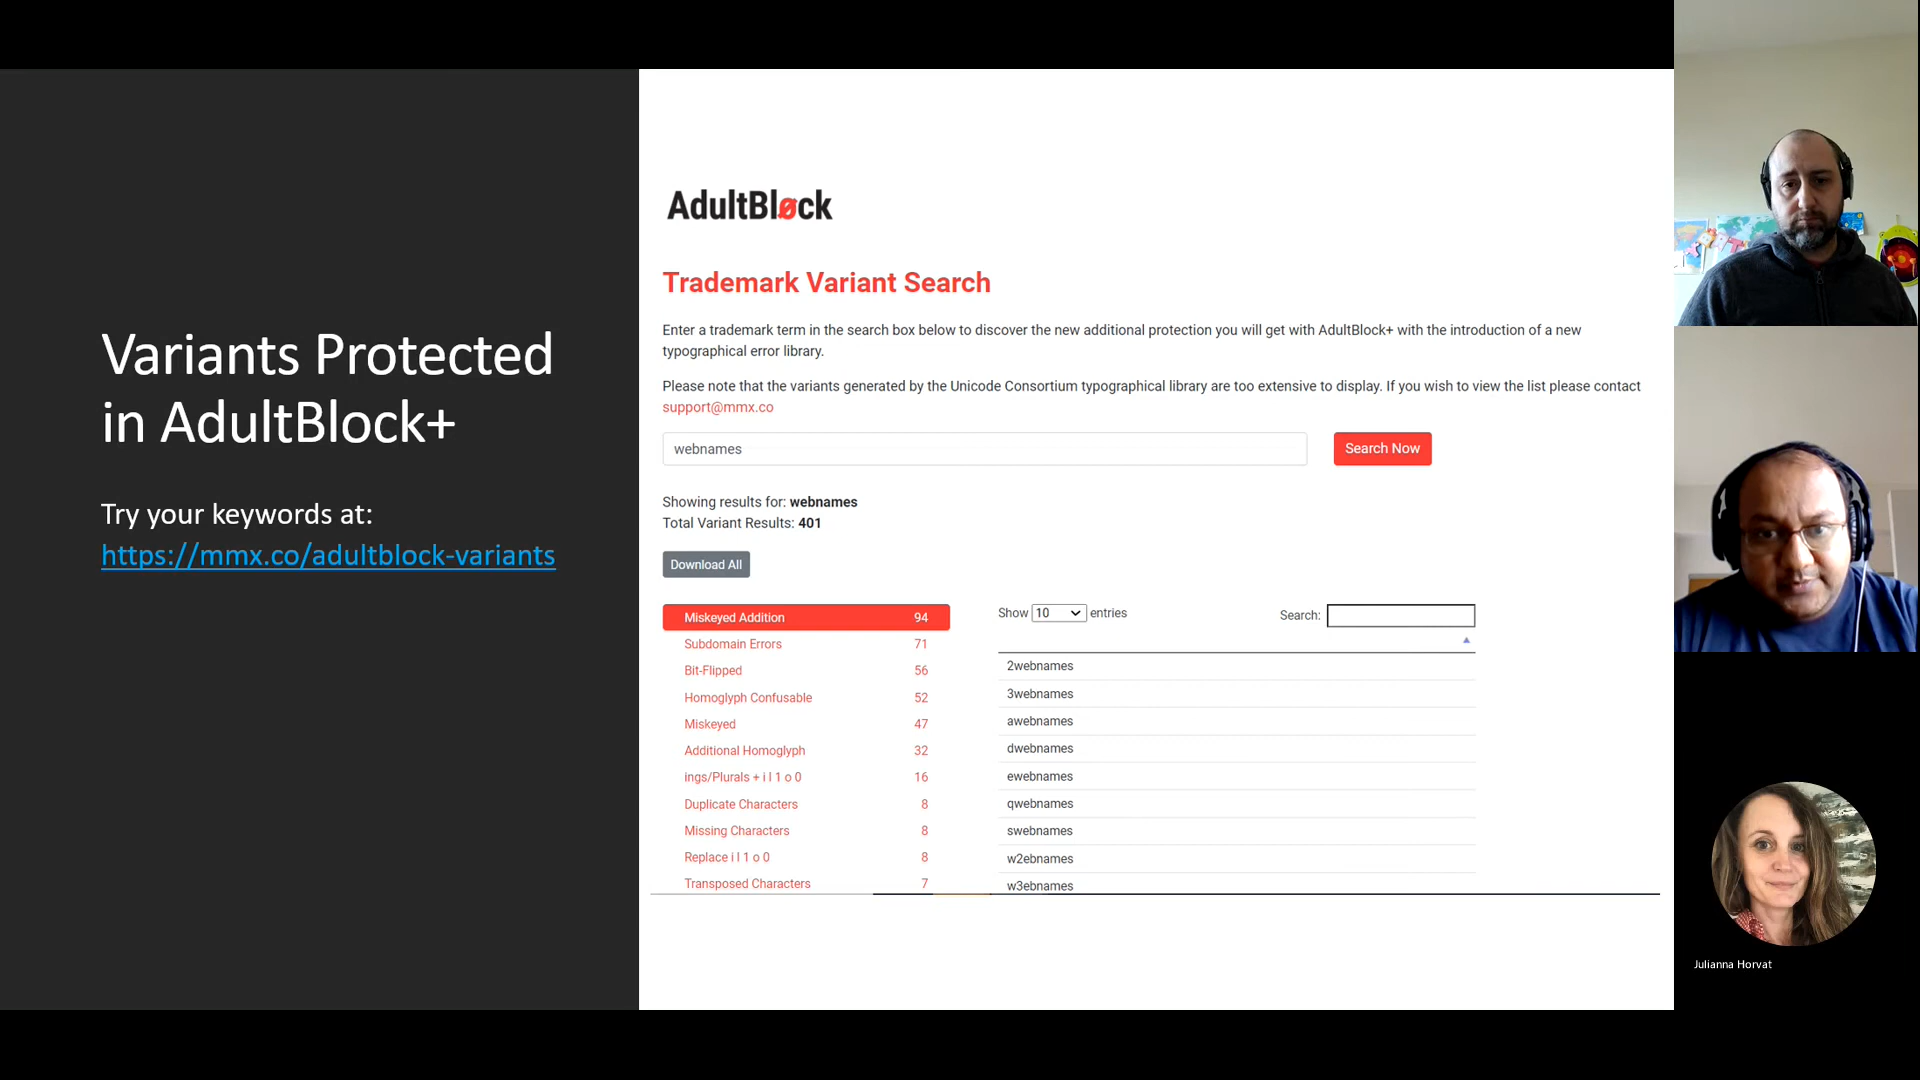 Variants Protected
in AdultBlock+
Try your keywords at:
https://mmx.co/adultblock-variants
AdultBløck
Trademark Variant Search
Enter a trademark term in the search box below to discover the new additional protection you will get with AdultBlock+ with the introduction of a new
typographical error library.
Please note that the variants generated by the Unicode Consortium typographical library are too extensive to display. If you wish to view the list please contact
support@mmx.co
webnames
Search Now
Showing results for: webnames
Total Variant Results: 401
Download All
Miskeyed Addition 94
Subdomain Errors 71
Bit-Flipped 56
Homoglyph Confusable 52
Miskeyed 47
Additional Homoglyph 32
ings/Plurals + i l 1 o 0 16
Duplicate Characters 8
Missing Characters 8
Replace i l 1 o 0 8
Transposed Characters 7
Show 10 entries
Search:
2webnames
3webnames
awebnames
dwebnames
ewebnames
qwebnames
swebnames
w2ebnames
w3ebnames
Julianna Horvat